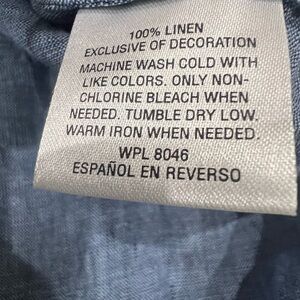 100% LINEN
EXCLUSIVE OF DECORATION
MACHINE WASH COLD WITH
LIKE COLORS. ONLY NON-
CHLORINE BLEACH WHEN
NEEDED. TUMBLE DRY LOW.
WARM IRON WHEN NEEDED.
WPL 8046
ESPAÑOL EN REVERSO